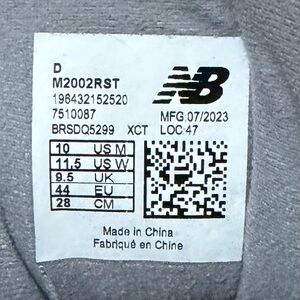 D
M2002RST
NB
196432152520
7510087 MFG:07/2023
BRSDQ5299 XCT LOC:47
10 US M
11.5 US W
9.5 UK
44 EU
28 CM
Made in China
Fabriqué en Chine